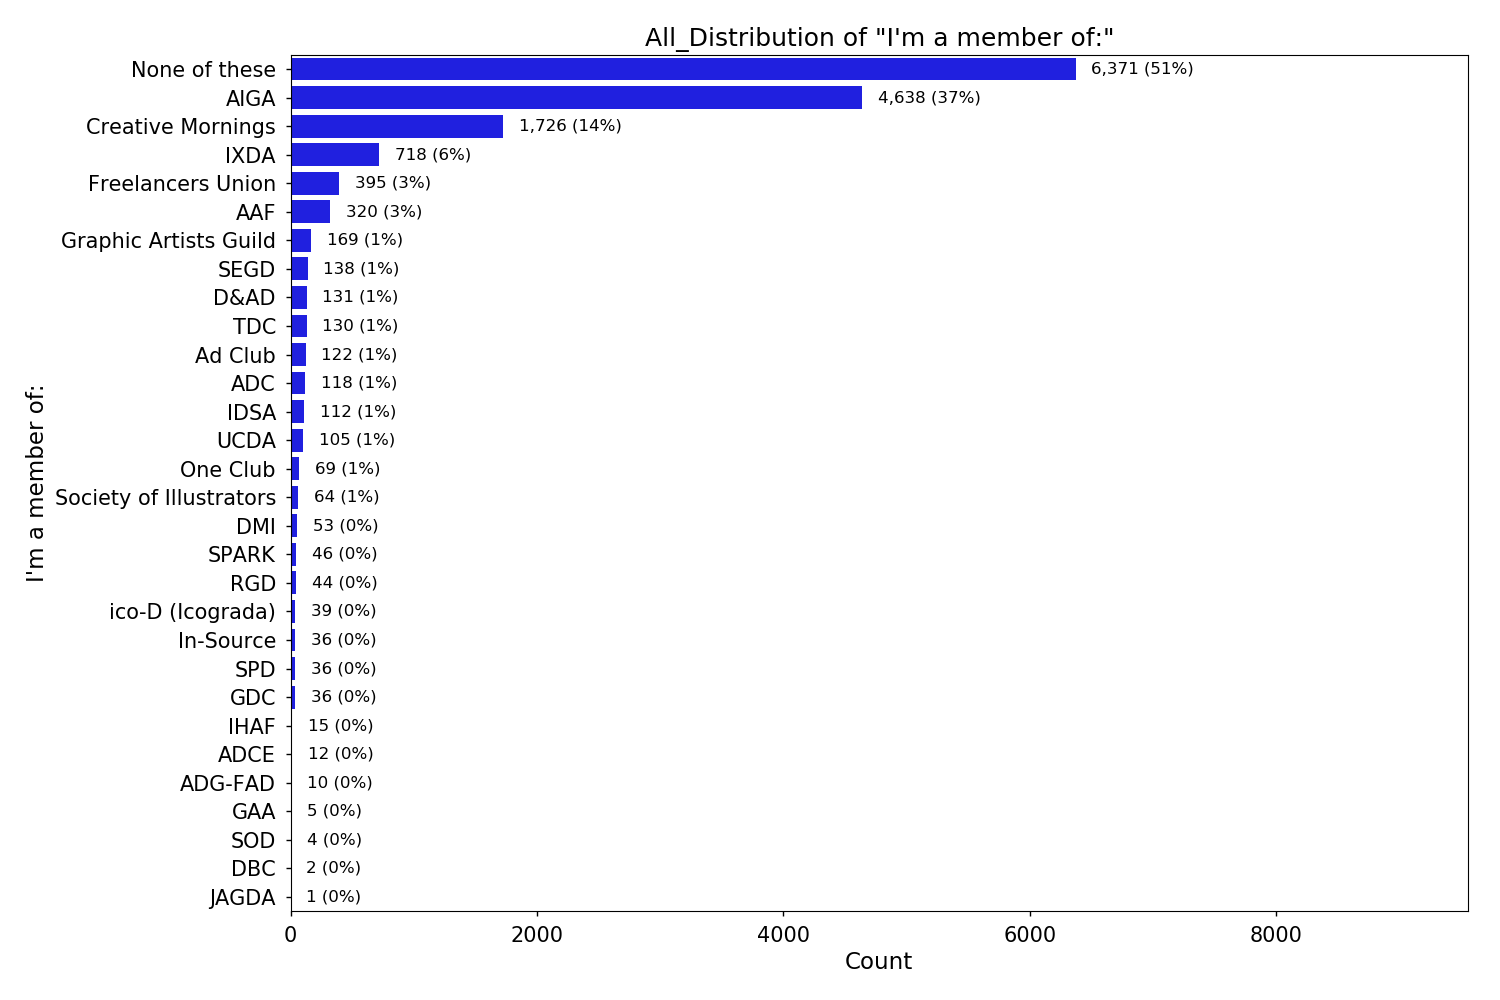 All_Distribution of "I'm a member of:"
None of these 6,371 (51%)
AIGA 4,638 (37%)
Creative Mornings 1,726 (14%)
IXDA 718 (6%)
Freelancers Union 395 (3%)
AAF 320 (3%)
Graphic Artists Guild 169 (1%)
SEGD 138 (1%)
D&AD 131 (1%)
TDC 130 (1%)
Ad Club 122 (1%)
ADC 118 (1%)
IDSA 112 (1%)
UCDA 105 (1%)
One Club 69 (1%)
Society of Illustrators 64 (1%)
DMI 53 (0%)
SPARK 46 (0%)
RGD 44 (0%)
ico-D (Icograda) 39 (0%)
In-Source 36 (0%)
SPD 36 (0%)
GDC 36 (0%)
IHAF 15 (0%)
ADCE 12 (0%)
ADG-FAD 10 (0%)
GAA 5 (0%)
SOD 4 (0%)
DBC 2 (0%)
JAGDA 1 (0%)
I'm a member of:
0 2000 4000 6000 8000
Count